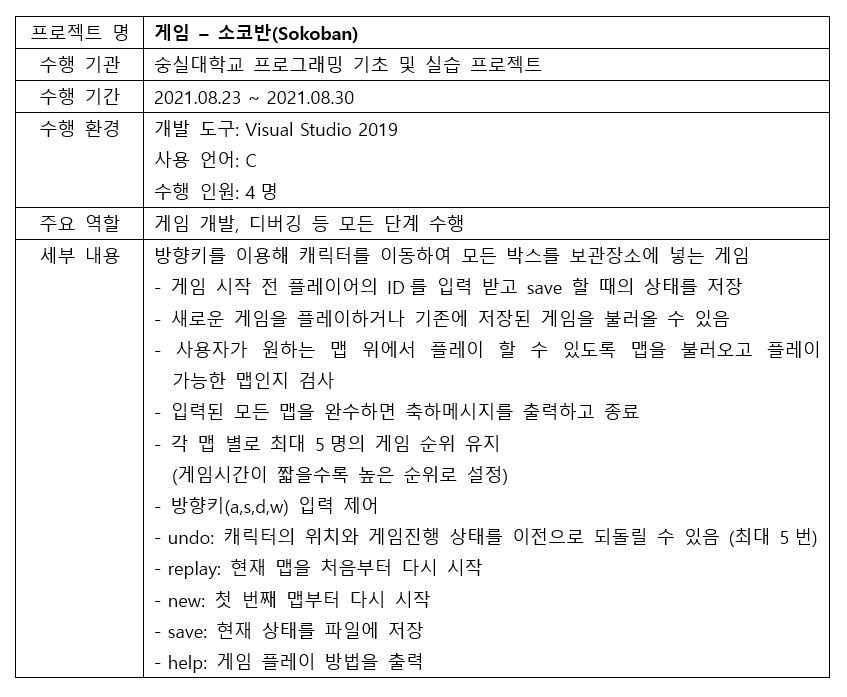 프로젝트 명 게임 – 소코반(Sokoban)
수행 기관 숭실대학교 프로그래밍 기초 및 실습 프로젝트
수행 기간 2021.08.23 ~ 2021.08.30
수행 환경 개발 도구: Visual Studio 2019
사용 언어: C
수행 인원: 4 명
주요 역할 게임 개발, 디버깅 등 모든 단계 수행
세부 내용 방향키를 이용해 캐릭터를 이동하여 모든 박스를 보관장소에 넣는 게임
- 게임 시작 전 플레이어의 ID 를 입력 받고 save 할 때의 상태를 저장
- 새로운 게임을 플레이하거나 기존에 저장된 게임을 불러올 수 있음
- 사용자가 원하는 맵 위에서 플레이 할 수 있도록 맵을 불러오고 플레이
가능한 맵인지 검사
- 입력된 모든 맵을 완수하면 축하메시지를 출력하고 종료
- 각 맵 별로 최대 5 명의 게임 순위 유지
(게임시간이 짧을수록 높은 순위로 설정)
- 방향키(a,s,d,w) 입력 제어
- undo: 캐릭터의 위치와 게임진행 상태를 이전으로 되돌릴 수 있음 (최대 5 번)
- replay: 현재 맵을 처음부터 다시 시작
- new: 첫 번째 맵부터 다시 시작
- save: 현재 상태를 파일에 저장
- help: 게임 플레이 방법을 출력